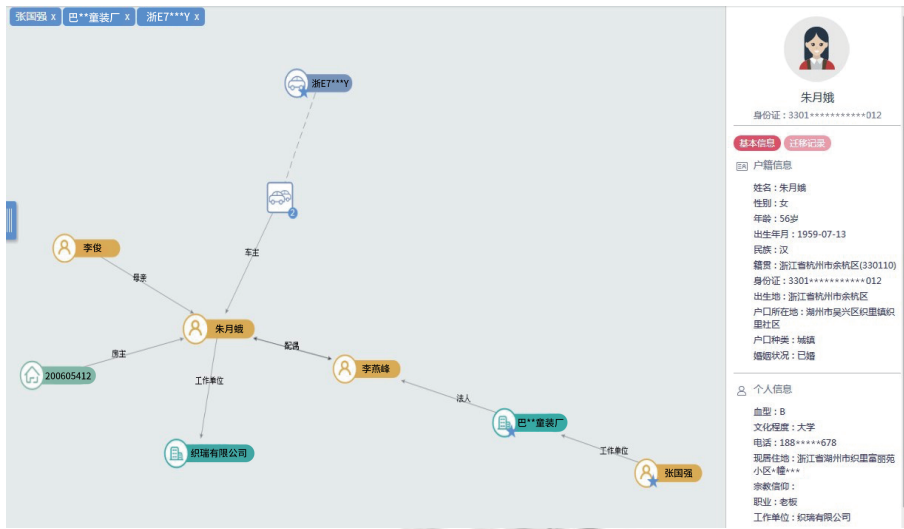 张国强 x
巴**童装厂 x
浙E7***Y x
浙E7***Y
2
车主
李俊
母亲
朱月娥
配偶
房主
李燕峰
200605412
工作单位
法人
巴**童装厂
织瑞有限公司
工作单位
张国强
朱月娥
身份证：3301***********012
基本信息
迁移记录
户籍信息
姓名：朱月娥
性别：女
年龄：56岁
出生年月：1959-07-13
民族：汉
籍贯：浙江省杭州市余杭区(330110)
身份证：3301***********012
出生地：浙江省杭州市余杭区
户口所在地：湖州市吴兴区织里镇织
里社区
户口种类：城镇
婚姻状况：已婚
个人信息
血型：B
文化程度：大学
电话：188*****678
现居住地：浙江省湖州市织里富丽苑
小区*幢***
宗教信仰：
职业：老板
工作单位：织瑞有限公司